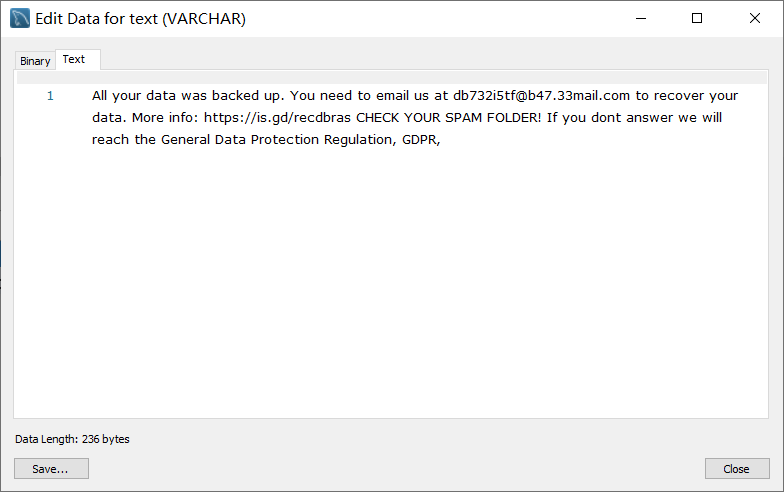 Edit Data for text (VARCHAR)
Binary
Text
1
All your data was backed up. You need to email us at db732i5tf@b47.33mail.com to recover your
data. More info: https://is.gd/recdbras CHECK YOUR SPAM FOLDER! If you dont answer we will
reach the General Data Protection Regulation, GDPR,
Data Length: 236 bytes
Save...
Close